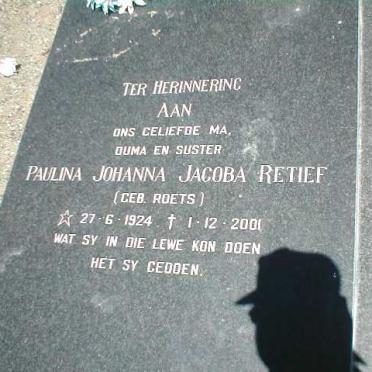 TER HERINNERING
AAN
ONS GELIEFDE MA,
OUMA EN SUSTER
PAULINA JOHANNA JACOBA RETIEF
(GEB. ROETS)
☆ 27-6-1924 † 1-12-2001
WAT SY IN DIE LEWE KON DOEN
HET SY GEDOEN.